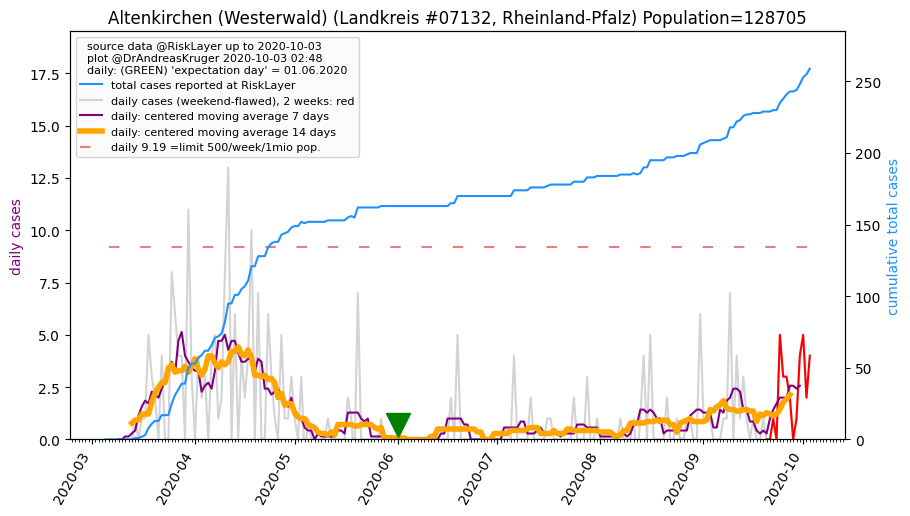 Altenkirchen (Westerwald) (Landkreis #07132, Rheinland-Pfalz) Population=128705
source data @RiskLayer up to 2020-10-03
plot @DrAndreasKruger 2020-10-03 02:48
daily: (GREEN) 'expectation day' = 01.06.2020
total cases reported at RiskLayer
daily cases (weekend-flawed), 2 weeks: red
daily: centered moving average 7 days
daily: centered moving average 14 days
daily 9.19 =limit 500/week/1mio pop.
daily cases
17.5
15.0
12.5
10.0
7.5
5.0
2.5
0.0
250
200
150
100
50
0
cumulative total cases
2020-03
2020-04
2020-05
2020-06
2020-07
2020-08
2020-09
2020-10